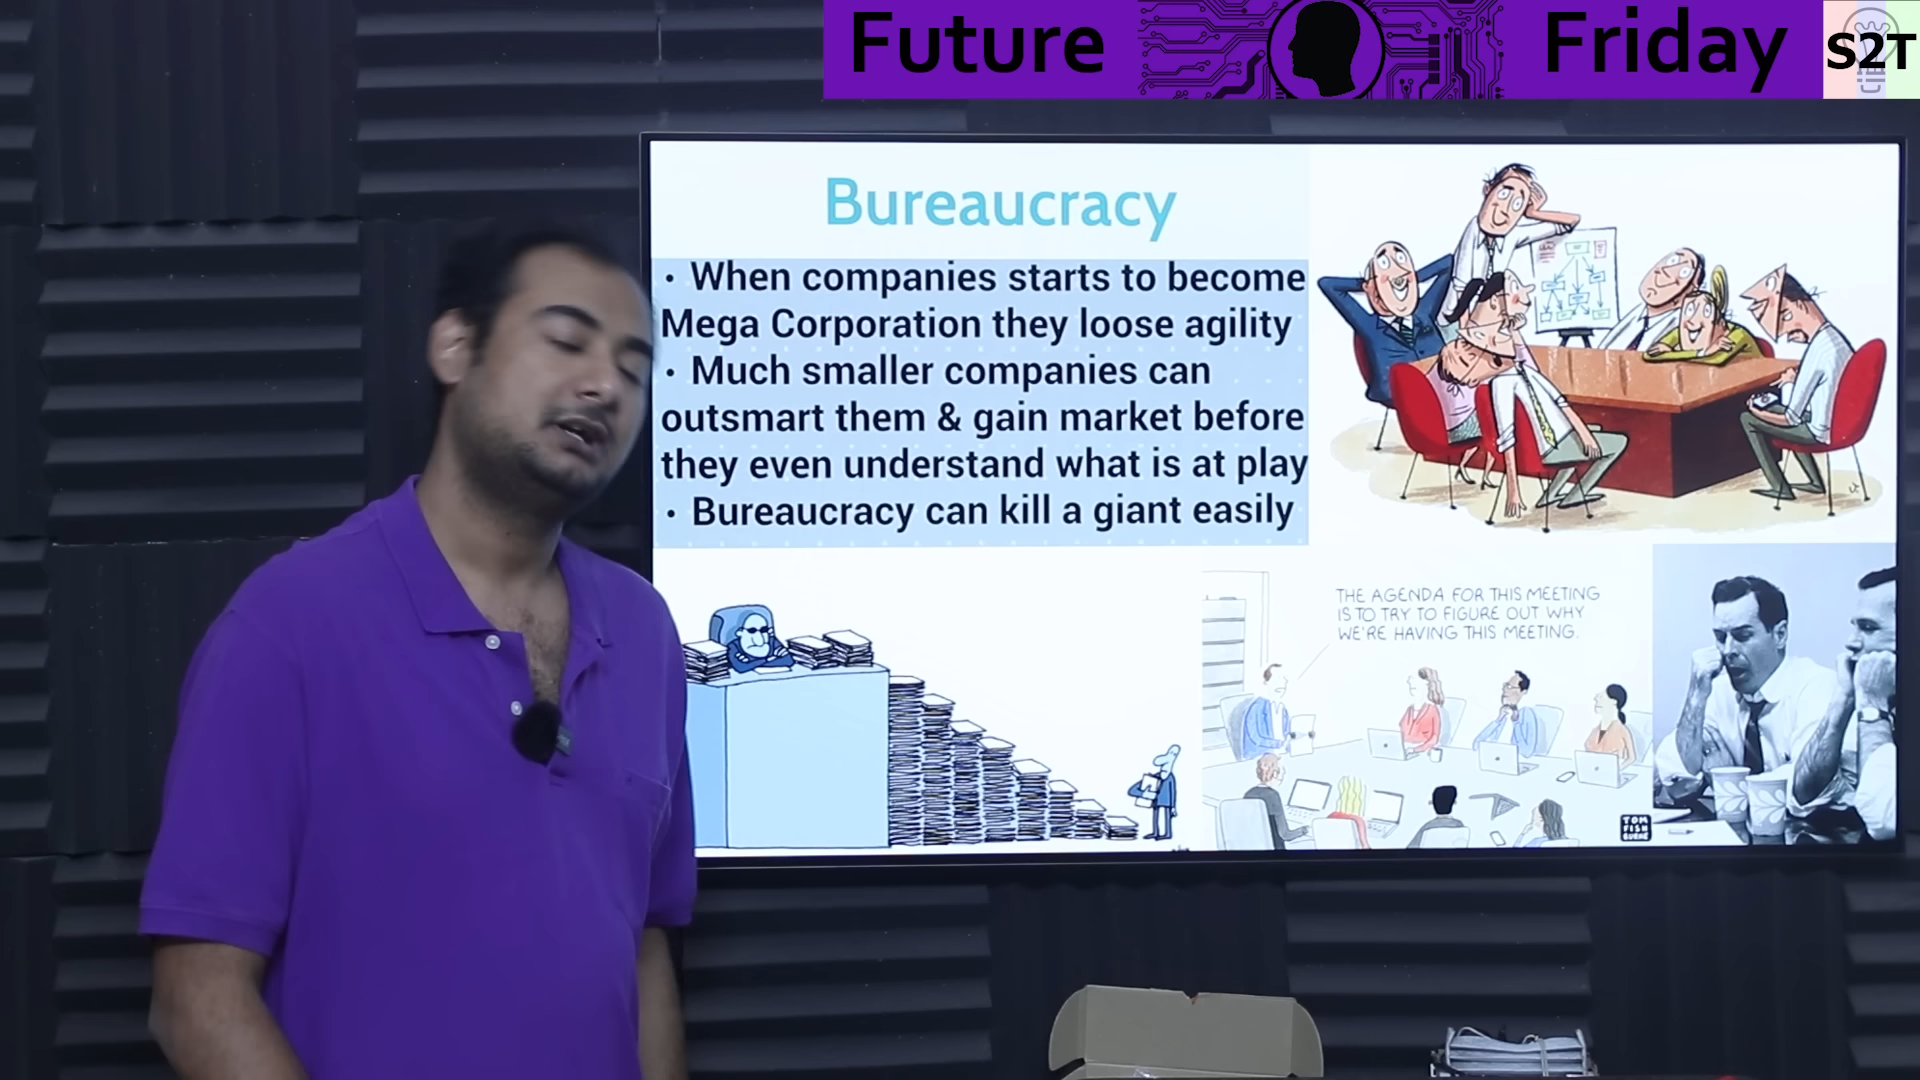 Future Friday S2T
Bureaucracy
• When companies starts to become
Mega Corporation they loose agility
• Much smaller companies can
outsmart them & gain market before
they even understand what is at play
• Bureaucracy can kill a giant easily
THE AGENDA FOR THIS MEETING
IS TO TRY TO FIGURE OUT WHY
WE'RE HAVING THIS MEETING.
TOM
FISH
BURNE